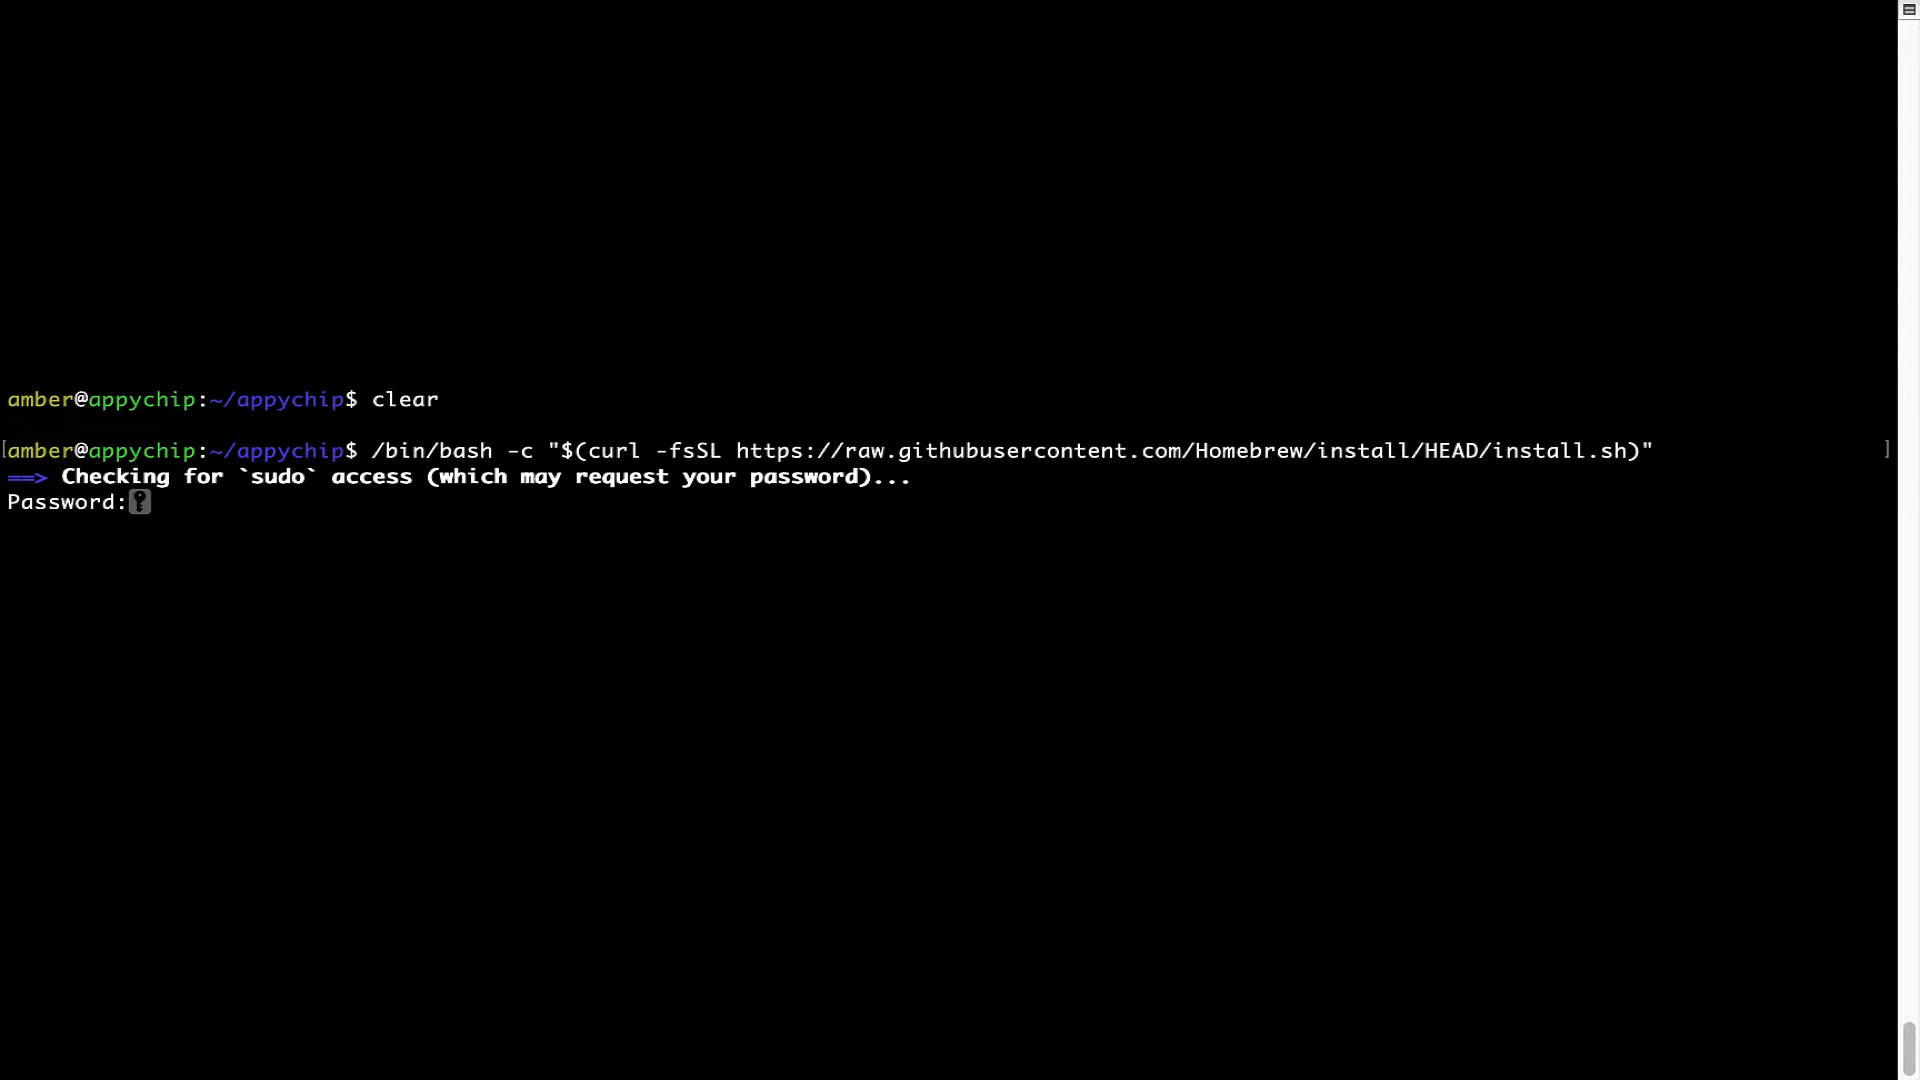 amber@appychip:~/appychip$ clear
[amber@appychip:~/appychip$ /bin/bash -c "$(curl -fsSL https://raw.githubusercontent.com/Homebrew/install/HEAD/install.sh)" ]
==> Checking for `sudo` access (which may request your password)...
Password: